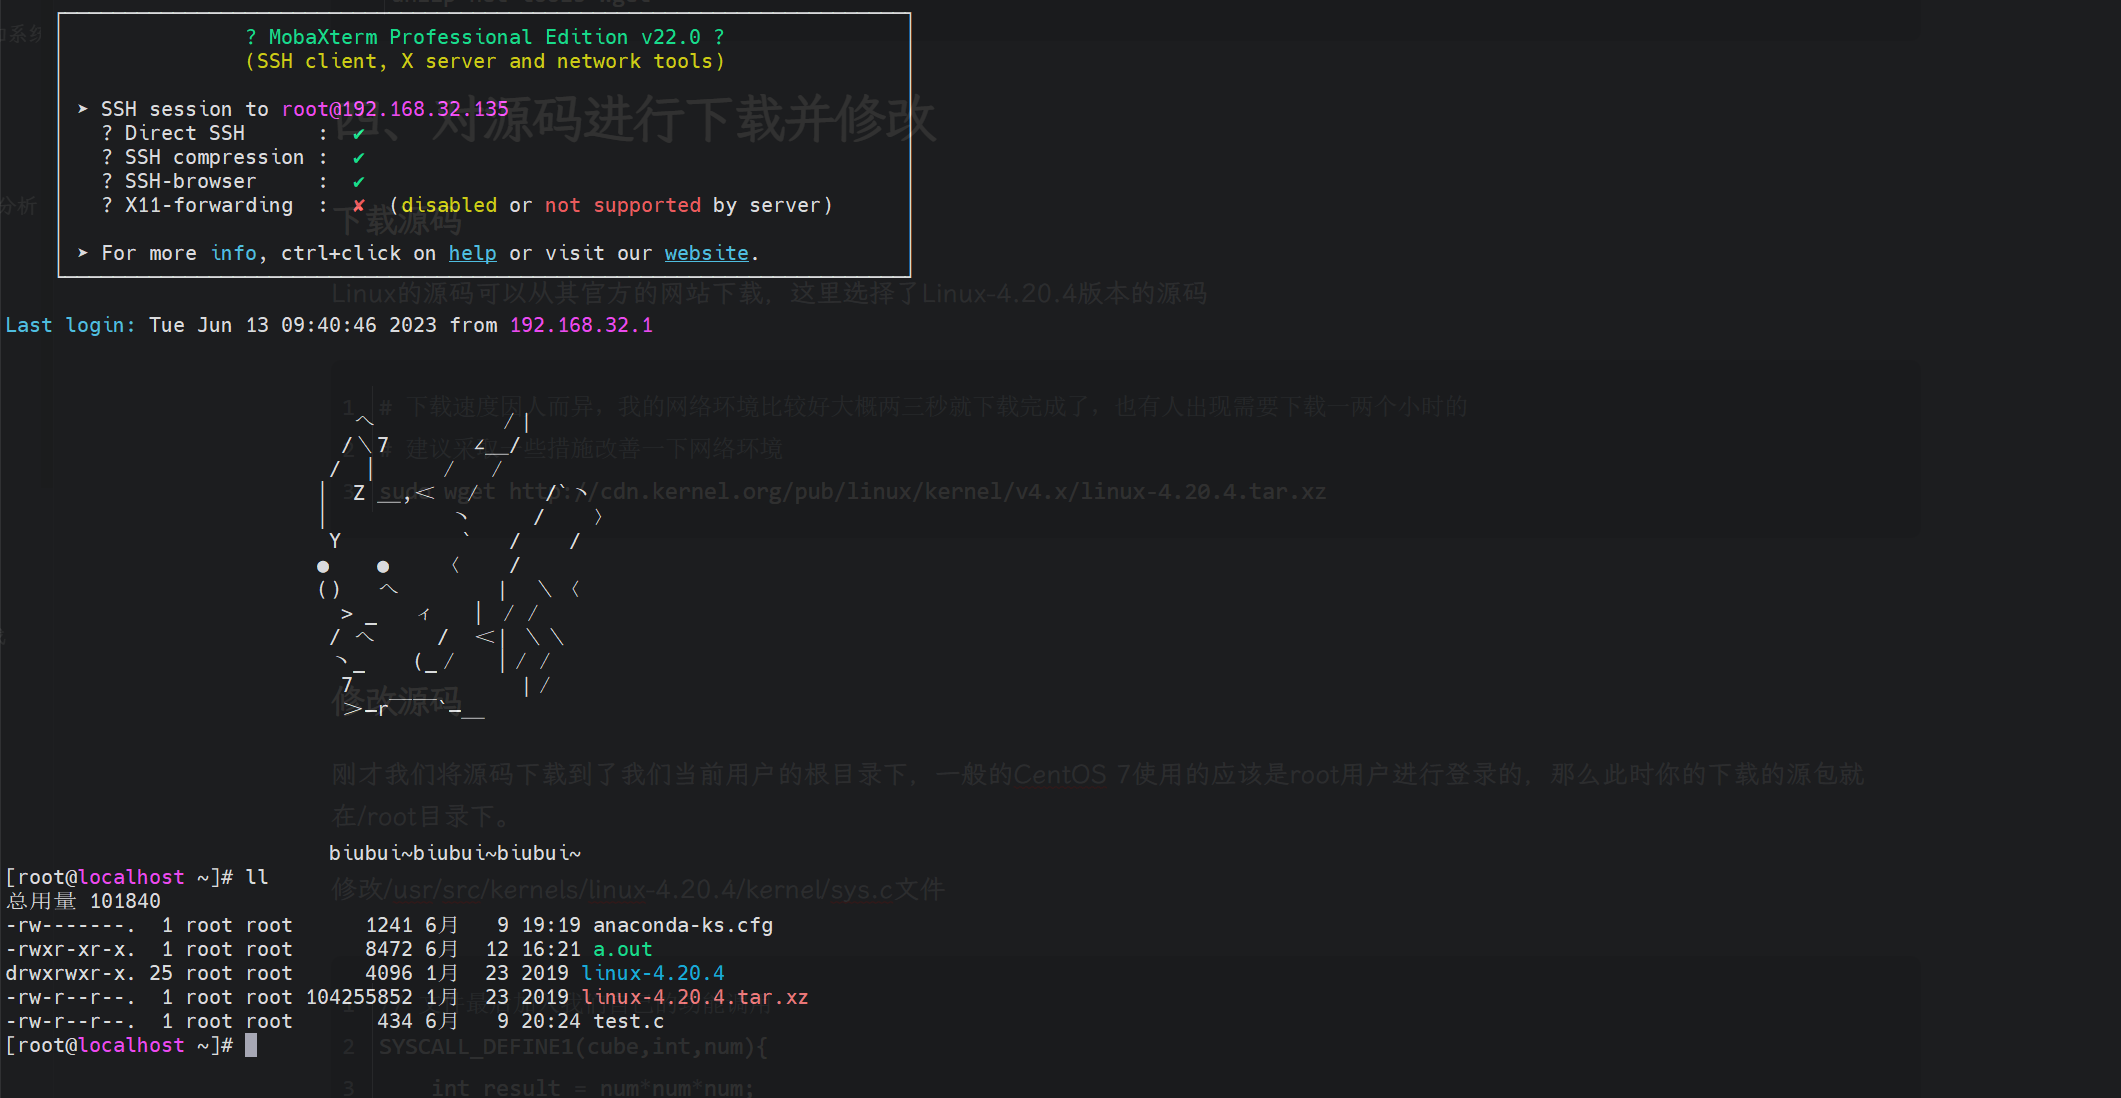 ? MobaXterm Professional Edition v22.0 ?
(SSH client, X server and network tools)
➤ SSH session to root@192.168.32.135
? Direct SSH : ✔
? SSH compression : ✔
? SSH-browser : ✔
? X11-forwarding : ✘ (disabled or not supported by server)
➤ For more info, ctrl+click on help or visit our website.
四、对源码进行下载并修改
下载源码
Linux的源码可以从其官方的网站下载，这里选择了Linux-4.20.4版本的源码
Last login: Tue Jun 13 09:40:46 2023 from 192.168.32.1
1 # 下载速度因人而异，我的网络环境比较好大概两三秒就下载完成了，也有人出现需要下载一两个小时的
2 # 建议采取一些措施改善一下网络环境
3 sudo wget http://cdn.kernel.org/pub/linux/kernel/v4.x/linux-4.20.4.tar.xz
修改源码
刚才我们将源码下载到了我们当前用户的根目录下，一般的CentOS 7使用的应该是root用户进行登录的，那么此时你的下载的源包就
在/root目录下。
biubui~biubui~biubui~
[root@localhost ~]# ll
修改/usr/src/kernels/linux-4.20.4/kernel/sys.c文件
总用量 101840
-rw-------. 1 root root 1241 6月 9 19:19 anaconda-ks.cfg
-rwxr-xr-x. 1 root root 8472 6月 12 16:21 a.out
drwxrwxr-x. 25 root root 4096 1月 23 2019 linux-4.20.4
-rw-r--r--. 1 root root 104255852 1月 23 2019 linux-4.20.4.tar.xz
-rw-r--r--. 1 root root 434 6月 9 20:24 test.c
[root@localhost ~]#
2 SYSCALL_DEFINE1(cube,int,num){
3 int result = num*num*num;